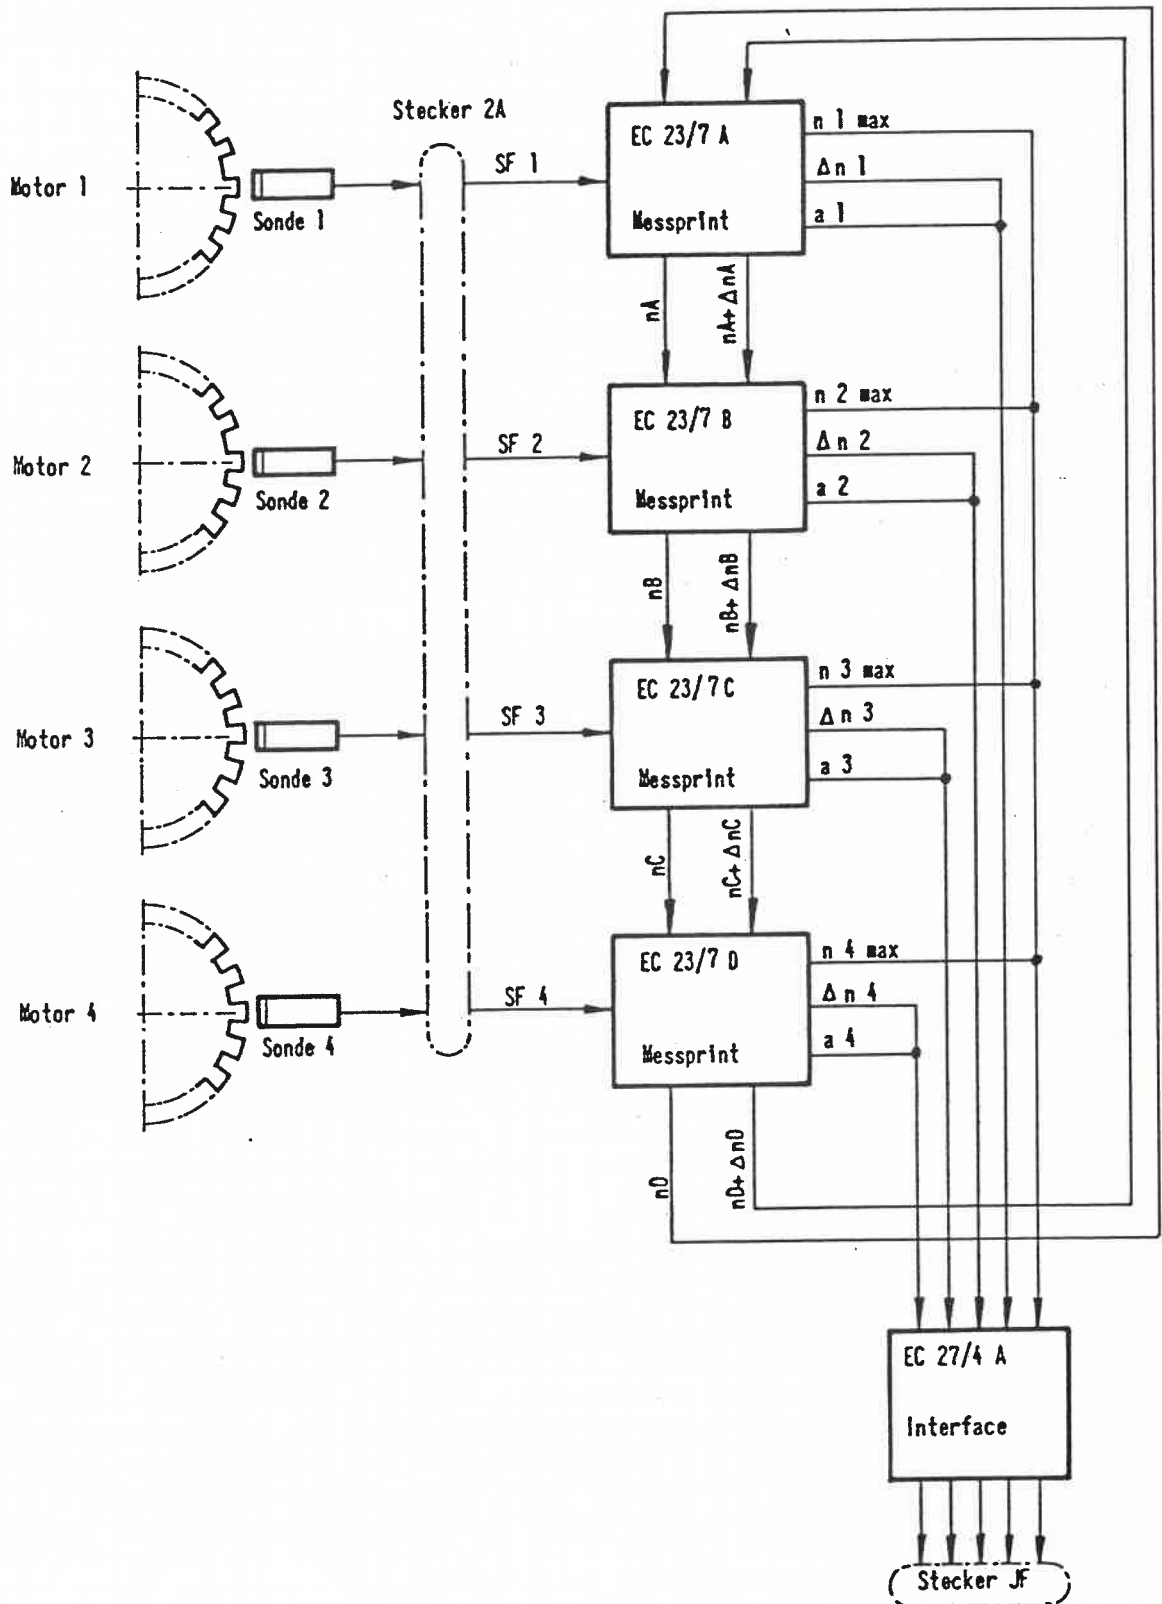 Stecker 2A
Motor 1
Sonde 1
SF 1
EC 23/7 A
Messprint
n 1 max
Δn 1
a 1
nA
nA+ΔnA
Motor 2
Sonde 2
SF 2
EC 23/7 B
Messprint
n 2 max
Δn 2
a 2
nB
nB+ΔnB
Motor 3
Sonde 3
SF 3
EC 23/7 C
Messprint
n 3 max
Δn 3
a 3
nC
nC+ΔnC
Motor 4
Sonde 4
SF 4
EC 23/7 D
Messprint
n 4 max
Δn 4
a 4
nD
nD+ΔnD
EC 27/4 A
Interface
Stecker JF